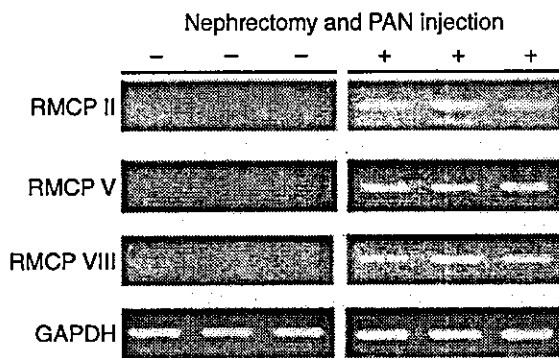 Nephrectomy and PAN injection
– – – + + +
RMCP II
RMCP V
RMCP VIII
GAPDH